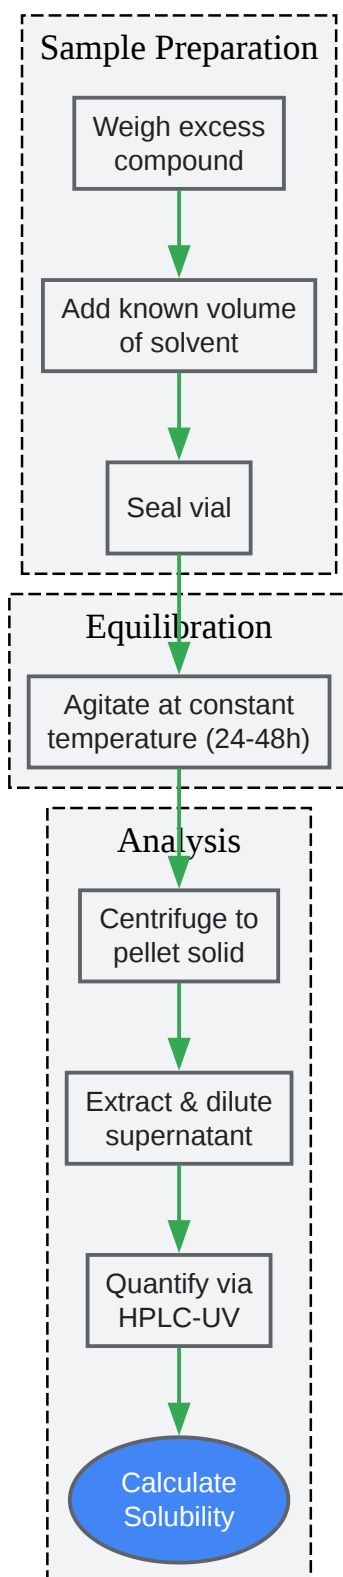 Sample Preparation
Weigh excess
compound
Add known volume
of solvent
Seal vial
Equilibration
Agitate at constant
temperature (24-48h)
Analysis
Centrifuge to
pellet solid
Extract & dilute
supernatant
Quantify via
HPLC-UV
Calculate
Solubility